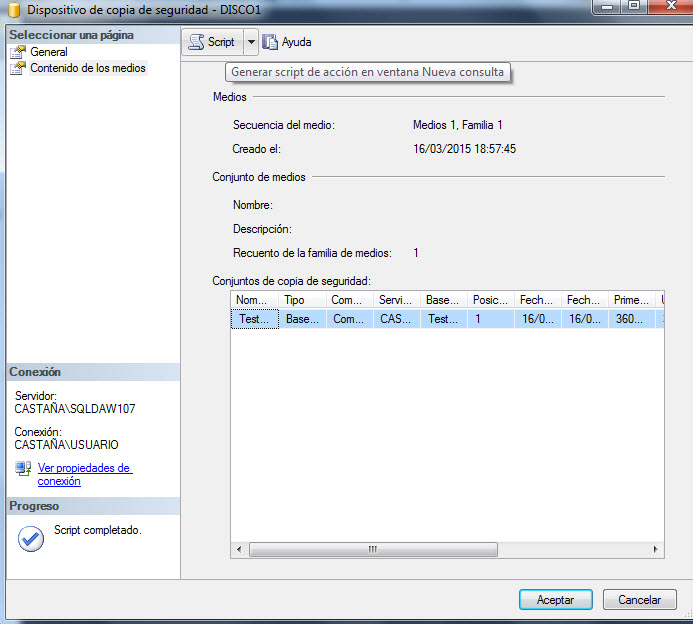 Dispositivo de copia de seguridad - DISCO1
Seleccionar una página
General
Contenido de los medios
Script
Ayuda
Generar script de acción en ventana Nueva consulta
Medios
Secuencia del medio: Medios 1, Familia 1
Creado el: 16/03/2015 18:57:45
Conjunto de medios
Nombre:
Descripción:
Recuento de la familia de medios: 1
Conjuntos de copia de seguridad:
Nom... Tipo Com... Servi... Base... Posic... Fech... Fech... Prime...
Test... Base... Com... CAS... Test... 1 16/0... 16/0... 360...
Conexión
Servidor:
CASTAÑA\SQLDAW107
Conexión:
CASTAÑA\USUARIO
Ver propiedades de
conexión
Progreso
Script completado.
Aceptar
Cancelar